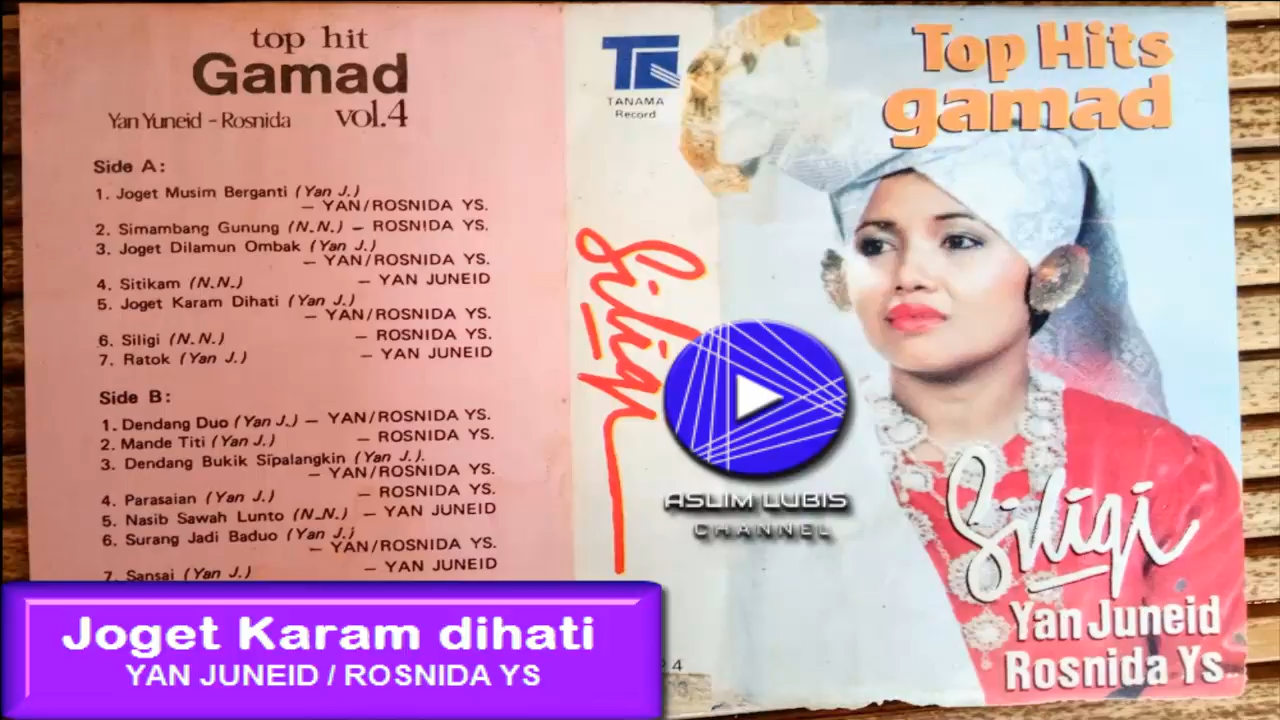 top hit
Gamad
Yan Yuneid - Rosnida vol.4
Side A:
1. Joget Musim Berganti (Yan J.)
— YAN/ROSNIDA YS.
2. Simambang Gunung (N.N.) — ROSNIDA YS.
3. Joget Dilamun Ombak (Yan J.)
— YAN/ROSNIDA YS.
4. Sitikam (N.N.) — YAN JUNEID
5. Joget Karam Dihati (Yan J.)
— YAN/ROSNIDA YS.
6. Siligi (N.N.) — ROSNIDA YS.
7. Ratok (Yan J.) — YAN JUNEID
Side B:
1. Dendang Duo (Yan J.) — YAN/ROSNIDA YS.
2. Mande Titi (Yan J.) — ROSNIDA YS.
3. Dendang Bukik Sipalangkin (Yan J.).
— YAN/ROSNIDA YS.
4. Parasaian (Yan J.) — ROSNIDA YS.
5. Nasib Sawah Lunto (N.N.) — YAN JUNEID
6. Surang Jadi Baduo (Yan J.)
— YAN/ROSNIDA YS.
7. Sansai (Yan J.) — YAN JUNEID
TANAMA
Record
Siligi
4
Top Hits
gamad
Siligi
Yan Juneid
Rosnida Ys
ASLIM LUBIS
CHANNEL
Joget Karam dihati
YAN JUNEID / ROSNIDA YS